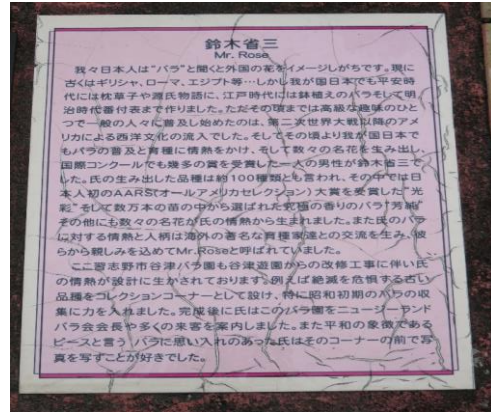 鈴木省三
Mr. Rose
我々日本人は"バラ"と聞くと外国の花をイメージしがちです。現に
古くはギリシャ、ローマ、エジプト等…しかし我が国日本でも平安時
代には枕草子や源氏物語に、江戸時代には鉢植えのバラそして明
治時代番付表まで作りました。ただその頃までは高級な趣味のひと
つで一般の人々に普及し始めたのは、第二次世界大戦以降のアメ
リカによる西洋文化の流入でした。そしてその頃より我が国日本で
もバラの普及と育種に情熱をかけ、そして数々の名花を生み出し、
国際コンクールでも幾多の賞を受賞した一人の男性が鈴木省三で
した。氏の生み出した品種は約100種類とも言われ、その中では日
本人初のAARS(オールアメリカセレクション)大賞を受賞した"光
彩"そして数万本の苗の中から選ばれた究極の香りのバラ"芳純"
その他にも数々の名花が氏の情熱から生まれました。また氏のバラ
に対する情熱と人柄は海外の著名な育種家達との交流を生み、彼
らから親しみを込めてMr.Roseと呼ばれていました。
ここ習志野市谷津バラ園も谷津遊園からの改修工事に伴い氏
の情熱が設計に生かされております。例えば絶滅を危惧する古い
品種をコレクションコーナーとして設け、特に昭和初期のバラの収
集に力を入れました。完成後に氏はこのバラ園をニュージーランド
バラ会会長や多くの来客を案内しました。また平和の象徴である
ピースと言う バラに思い入れのあった氏はそのコーナーの前で写
真を写すことが好きでした。